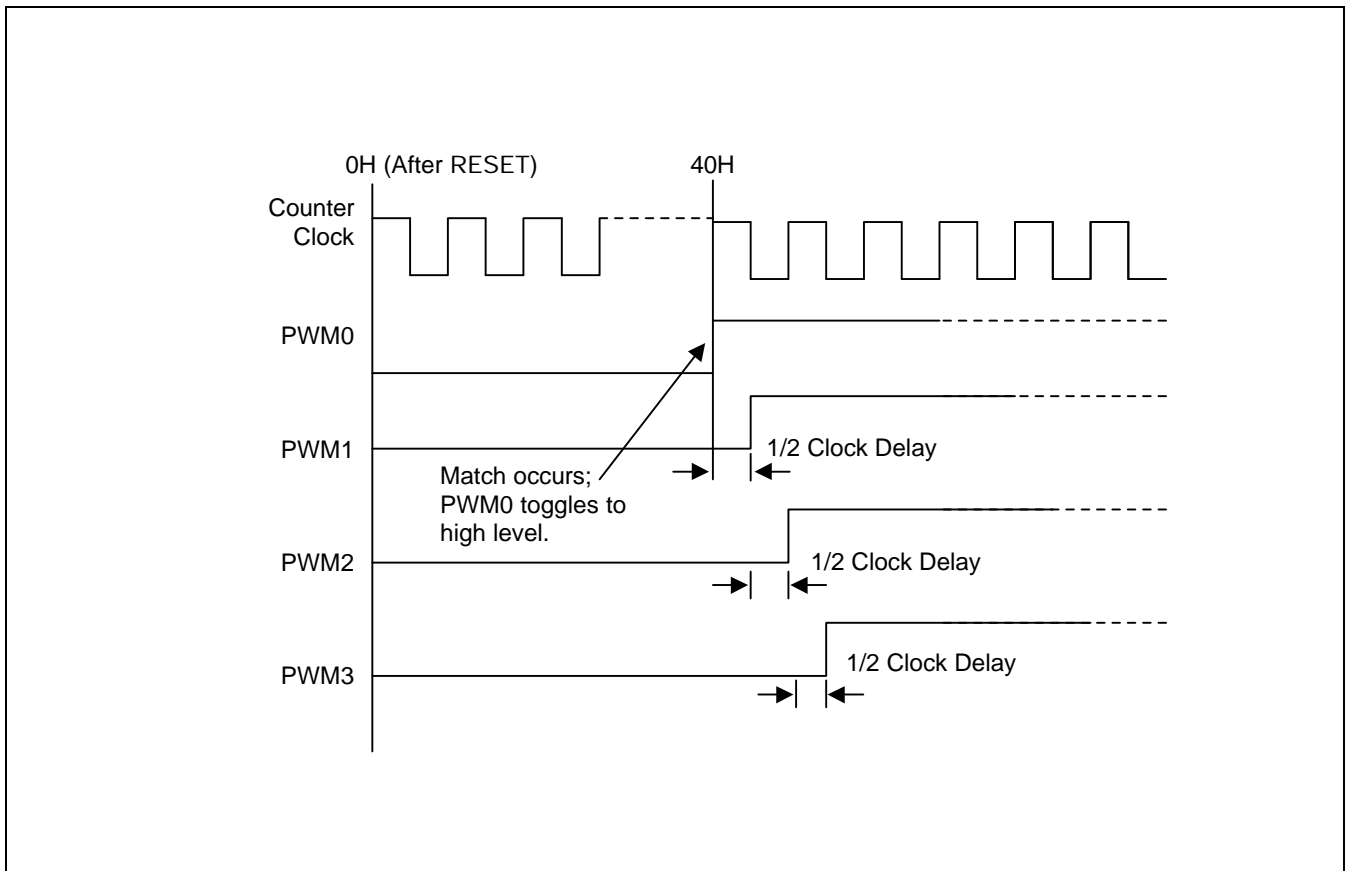 0H (After RESET)
40H
Counter
Clock
PWM0
PWM1
1/2 Clock Delay
Match occurs;
PWM0 toggles to
high level.
PWM2
1/2 Clock Delay
PWM3
1/2 Clock Delay